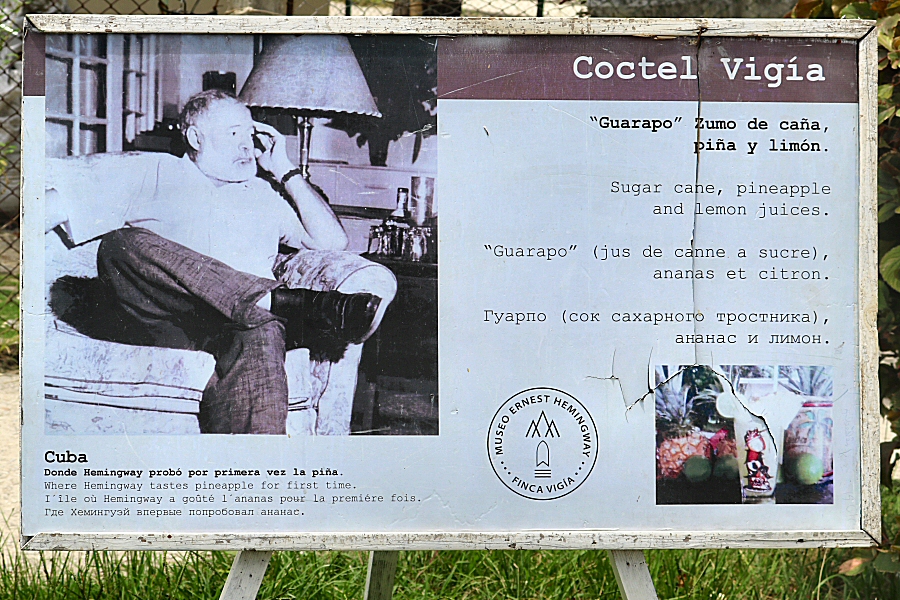 Coctel Vigía
“Guarapo” Zumo de caña,
piña y limón.
Sugar cane, pineapple
and lemon juices.
“Guarapo” (jus de canne a sucre),
ananas et citron.
Гуарпо (сок сахарного тростника),
ананас и лимон.
MUSEO ERNEST HEMINGWAY
FINCA VIGÍA
Cuba
Donde Hemingway probó por primera vez la piña.
Where Hemingway tastes pineapple for first time.
I´île où Hemingway a goûté l´ananas pour la premiére fois.
Где Хемингуэй впервые попробовал ананас.